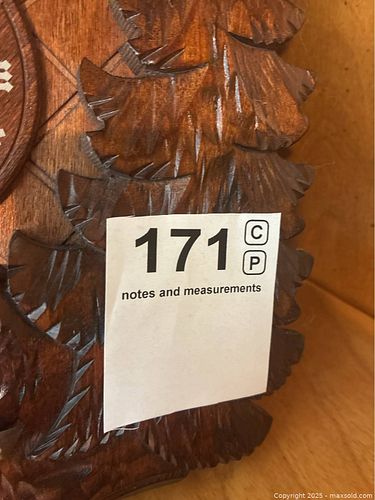 171 C
P
notes and measurements
Copyright 2025 - maxsold.com